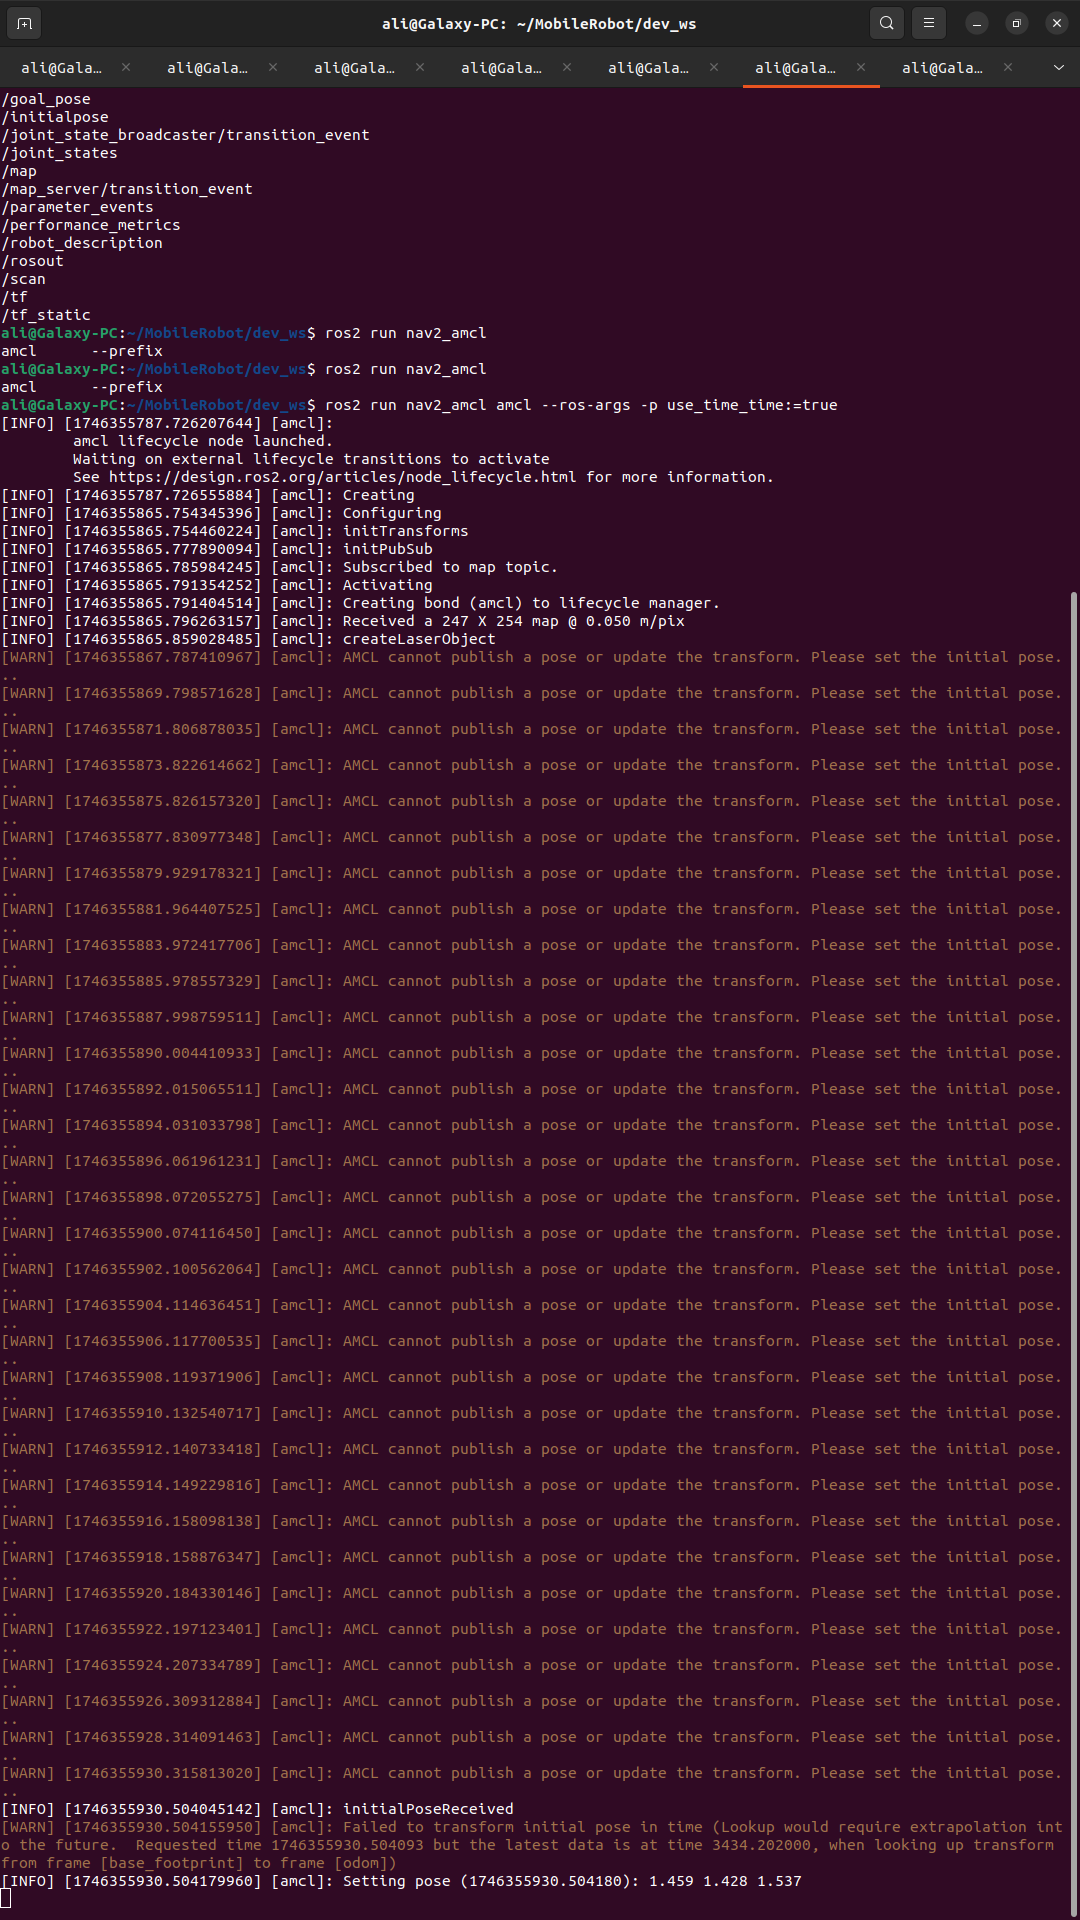 ali@Galaxy-PC: ~/MobileRobot/dev_ws
ali@Gala... × ali@Gala... × ali@Gala... × ali@Gala... × ali@Gala... × ali@Gala... × ali@Gala... ×
/goal_pose
/initialpose
/joint_state_broadcaster/transition_event
/joint_states
/map
/map_server/transition_event
/parameter_events
/performance_metrics
/robot_description
/rosout
/scan
/tf
/tf_static
ali@Galaxy-PC:~/MobileRobot/dev_ws$ ros2 run nav2_amcl
amcl      --prefix
ali@Galaxy-PC:~/MobileRobot/dev_ws$ ros2 run nav2_amcl
amcl      --prefix
ali@Galaxy-PC:~/MobileRobot/dev_ws$ ros2 run nav2_amcl amcl --ros-args -p use_time_time:=true
[INFO] [1746355787.726207644] [amcl]:
        amcl lifecycle node launched.
        Waiting on external lifecycle transitions to activate
        See https://design.ros2.org/articles/node_lifecycle.html for more information.
[INFO] [1746355787.726555884] [amcl]: Creating
[INFO] [1746355865.754345396] [amcl]: Configuring
[INFO] [1746355865.754460224] [amcl]: initTransforms
[INFO] [1746355865.777890094] [amcl]: initPubSub
[INFO] [1746355865.785984245] [amcl]: Subscribed to map topic.
[INFO] [1746355865.791354252] [amcl]: Activating
[INFO] [1746355865.791404514] [amcl]: Creating bond (amcl) to lifecycle manager.
[INFO] [1746355865.796263157] [amcl]: Received a 247 X 254 map @ 0.050 m/pix
[INFO] [1746355865.859028485] [amcl]: createLaserObject
[WARN] [1746355867.787410967] [amcl]: AMCL cannot publish a pose or update the transform. Please set the initial pose.
..
[WARN] [1746355869.798571628] [amcl]: AMCL cannot publish a pose or update the transform. Please set the initial pose.
..
[WARN] [1746355871.806878035] [amcl]: AMCL cannot publish a pose or update the transform. Please set the initial pose.
..
[WARN] [1746355873.822614662] [amcl]: AMCL cannot publish a pose or update the transform. Please set the initial pose.
..
[WARN] [1746355875.826157320] [amcl]: AMCL cannot publish a pose or update the transform. Please set the initial pose.
..
[WARN] [1746355877.830977348] [amcl]: AMCL cannot publish a pose or update the transform. Please set the initial pose.
..
[WARN] [1746355879.929178321] [amcl]: AMCL cannot publish a pose or update the transform. Please set the initial pose.
..
[WARN] [1746355881.964407525] [amcl]: AMCL cannot publish a pose or update the transform. Please set the initial pose.
..
[WARN] [1746355883.972417706] [amcl]: AMCL cannot publish a pose or update the transform. Please set the initial pose.
..
[WARN] [1746355885.978557329] [amcl]: AMCL cannot publish a pose or update the transform. Please set the initial pose.
..
[WARN] [1746355887.998759511] [amcl]: AMCL cannot publish a pose or update the transform. Please set the initial pose.
..
[WARN] [1746355890.004410933] [amcl]: AMCL cannot publish a pose or update the transform. Please set the initial pose.
..
[WARN] [1746355892.015065511] [amcl]: AMCL cannot publish a pose or update the transform. Please set the initial pose.
..
[WARN] [1746355894.031033798] [amcl]: AMCL cannot publish a pose or update the transform. Please set the initial pose.
..
[WARN] [1746355896.061961231] [amcl]: AMCL cannot publish a pose or update the transform. Please set the initial pose.
..
[WARN] [1746355898.072055275] [amcl]: AMCL cannot publish a pose or update the transform. Please set the initial pose.
..
[WARN] [1746355900.074116450] [amcl]: AMCL cannot publish a pose or update the transform. Please set the initial pose.
..
[WARN] [1746355902.100562064] [amcl]: AMCL cannot publish a pose or update the transform. Please set the initial pose.
..
[WARN] [1746355904.114636451] [amcl]: AMCL cannot publish a pose or update the transform. Please set the initial pose.
..
[WARN] [1746355906.117700535] [amcl]: AMCL cannot publish a pose or update the transform. Please set the initial pose.
..
[WARN] [1746355908.119371906] [amcl]: AMCL cannot publish a pose or update the transform. Please set the initial pose.
..
[WARN] [1746355910.132540717] [amcl]: AMCL cannot publish a pose or update the transform. Please set the initial pose.
..
[WARN] [1746355912.140733418] [amcl]: AMCL cannot publish a pose or update the transform. Please set the initial pose.
..
[WARN] [1746355914.149229816] [amcl]: AMCL cannot publish a pose or update the transform. Please set the initial pose.
..
[WARN] [1746355916.158098138] [amcl]: AMCL cannot publish a pose or update the transform. Please set the initial pose.
..
[WARN] [1746355918.158876347] [amcl]: AMCL cannot publish a pose or update the transform. Please set the initial pose.
..
[WARN] [1746355920.184330146] [amcl]: AMCL cannot publish a pose or update the transform. Please set the initial pose.
..
[WARN] [1746355922.197123401] [amcl]: AMCL cannot publish a pose or update the transform. Please set the initial pose.
..
[WARN] [1746355924.207334789] [amcl]: AMCL cannot publish a pose or update the transform. Please set the initial pose.
..
[WARN] [1746355926.309312884] [amcl]: AMCL cannot publish a pose or update the transform. Please set the initial pose.
..
[WARN] [1746355928.314091463] [amcl]: AMCL cannot publish a pose or update the transform. Please set the initial pose.
..
[WARN] [1746355930.315813020] [amcl]: AMCL cannot publish a pose or update the transform. Please set the initial pose.
..
[INFO] [1746355930.504045142] [amcl]: initialPoseReceived
[WARN] [1746355930.504155950] [amcl]: Failed to transform initial pose in time (Lookup would require extrapolation int
o the future.  Requested time 1746355930.504093 but the latest data is at time 3434.202000, when looking up transform
from frame [base_footprint] to frame [odom])
[INFO] [1746355930.504179960] [amcl]: Setting pose (1746355930.504180): 1.459 1.428 1.537